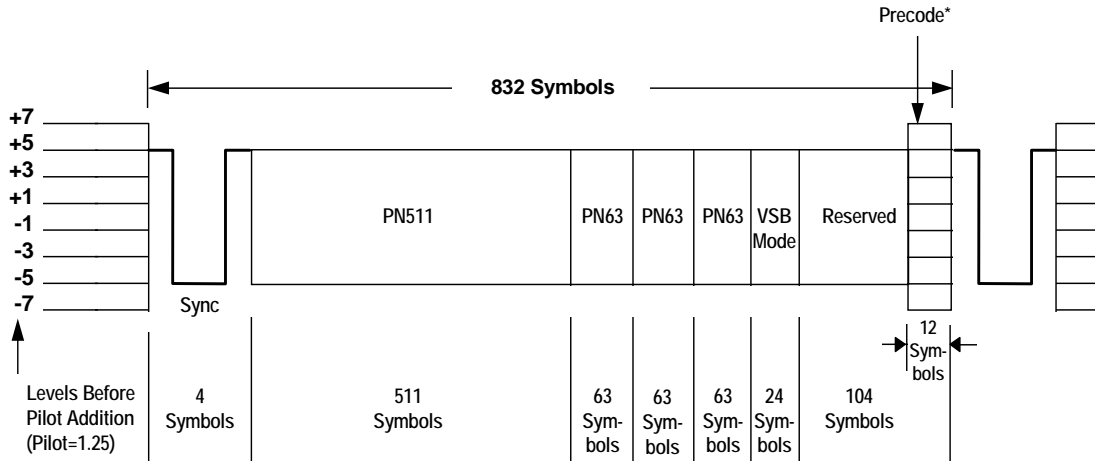 Precode*
832 Symbols
+7
+5
+3
+1
-1
-3
-5
-7
PN511
PN63
PN63
PN63
VSB
Mode
Reserved
Sync
Levels Before
Pilot Addition
(Pilot=1.25)
4
Symbols
511
Symbols
63
Sym-
bols
63
Sym-
bols
63
Sym-
bols
24
Sym-
bols
104
Symbols
12
Sym-
bols